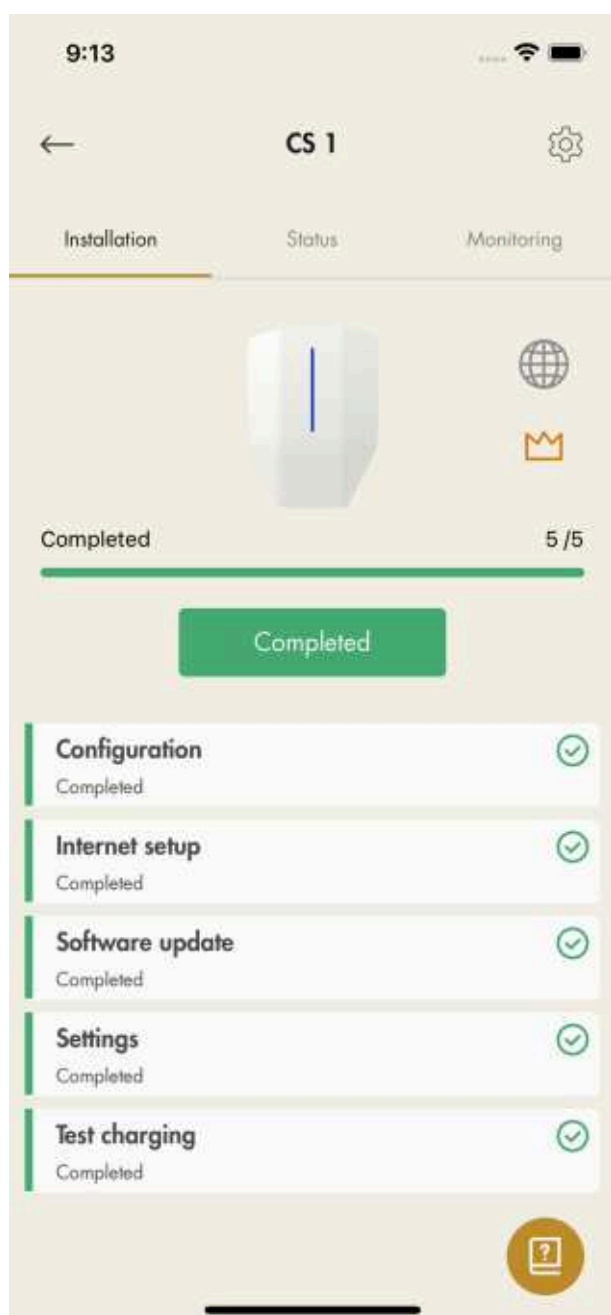 9:13
CS 1
Installation Status Monitoring
Completed 5 /5
Completed
Configuration
Completed
Internet setup
Completed
Software update
Completed
Settings
Completed
Test charging
Completed
?